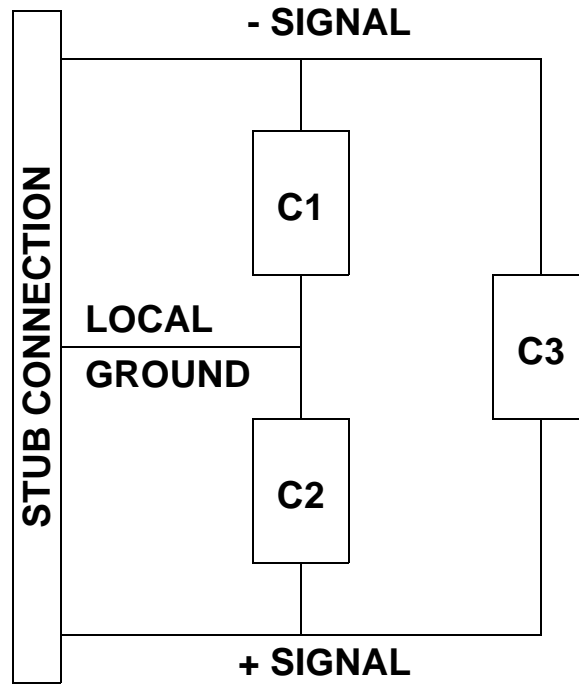 - SIGNAL
STUB CONNECTION
C1
LOCAL
GROUND
C3
C2
+ SIGNAL